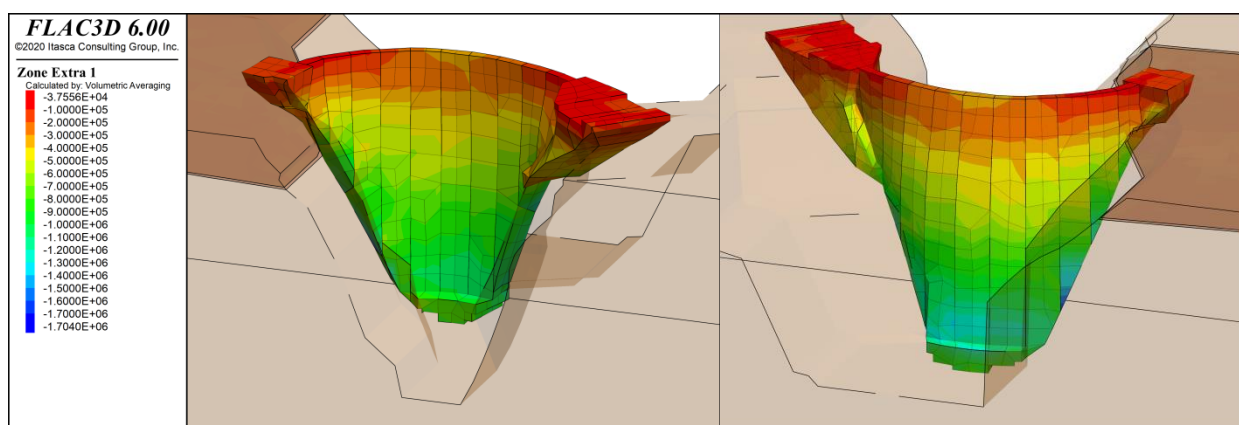 FLAC3D 6.00
©2020 Itasca Consulting Group, Inc.
Zone Extra 1
Calculated by: Volumetric Averaging
-3.7556E+04
-1.0000E+05
-2.0000E+05
-3.0000E+05
-4.0000E+05
-5.0000E+05
-6.0000E+05
-7.0000E+05
-8.0000E+05
-9.0000E+05
-1.0000E+06
-1.1000E+06
-1.2000E+06
-1.3000E+06
-1.4000E+06
-1.5000E+06
-1.6000E+06
-1.7000E+06
-1.7040E+06